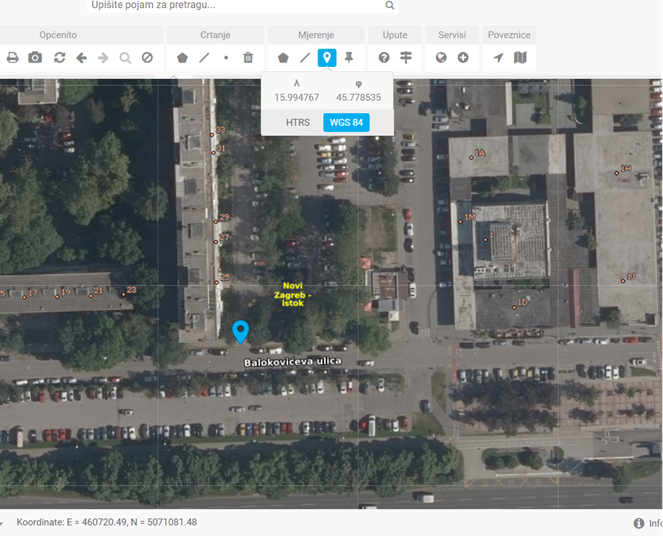 Upišite pojam za pretragu...
Općenito
Crtanje
Mjerenje
Upute
Servisi
Poveznice
λ
φ
15.994767
45.778535
HTRS
WGS 84
33
31
29
27
25
1A
1H
1M
1I
1D
17
19
21
23
Novi
Zagreb -
istok
Balokovićeva ulica
Koordinate: E = 460720.49, N = 5071081.48